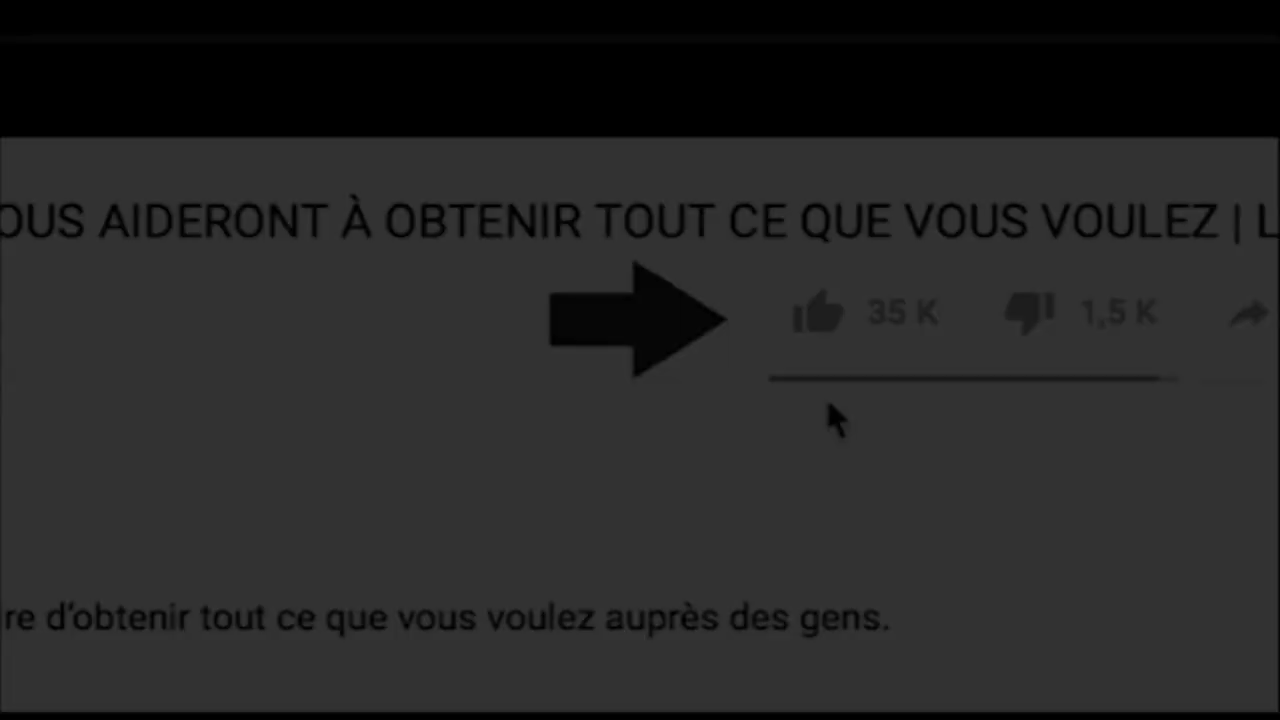 OUS AIDERONT À OBTENIR TOUT CE QUE VOUS VOULEZ | L
35 K 1,5 K
re d'obtenir tout ce que vous voulez auprès des gens.